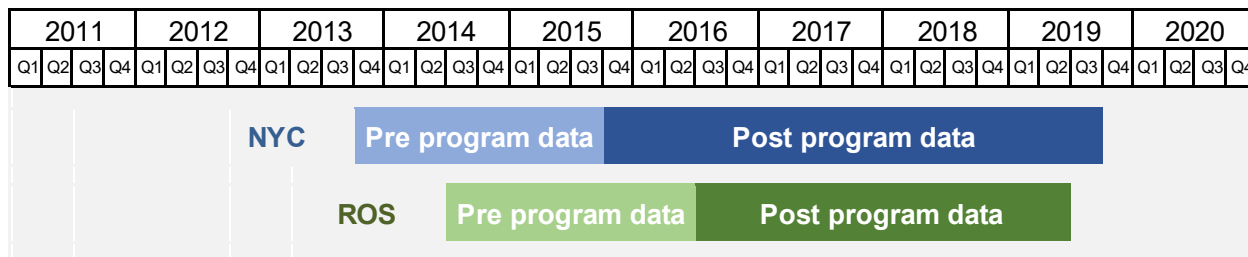 2011 2012 2013 2014 2015 2016 2017 2018 2019 2020
Q1 Q2 Q3 Q4 Q1 Q2 Q3 Q4 Q1 Q2 Q3 Q4 Q1 Q2 Q3 Q4 Q1 Q2 Q3 Q4 Q1 Q2 Q3 Q4 Q1 Q2 Q3 Q4 Q1 Q2 Q3 Q4 Q1 Q2 Q3 Q4 Q1 Q2 Q3 Q4
NYC Pre program data Post program data
ROS Pre program data Post program data